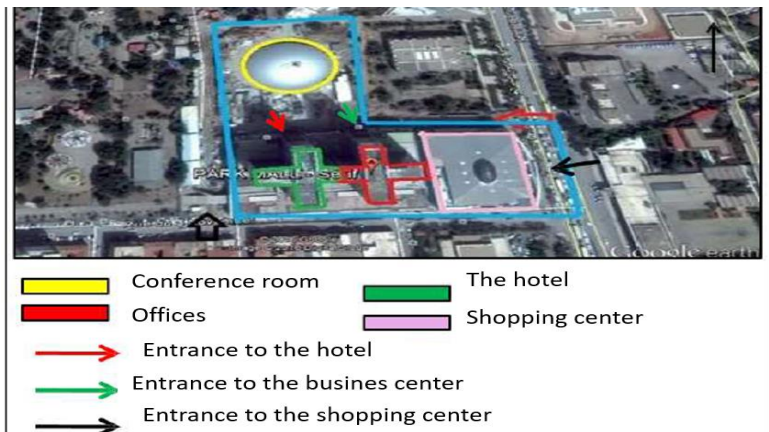 PARK
Google earth
Conference room
The hotel
Offices
Shopping center
Entrance to the hotel
Entrance to the busines center
Entrance to the shopping center